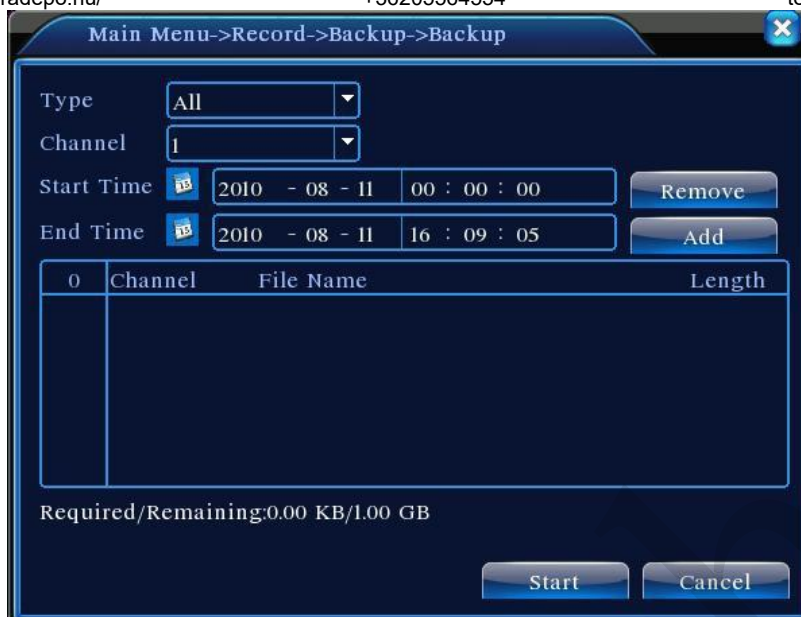 Main Menu->Record->Backup->Backup
Type All
Channel 1
Start Time 2010 - 08 - 11 00 : 00 : 00 Remove
End Time 2010 - 08 - 11 16 : 09 : 05 Add
0 Channel File Name Length
Required/Remaining:0.00 KB/1.00 GB
Start Cancel